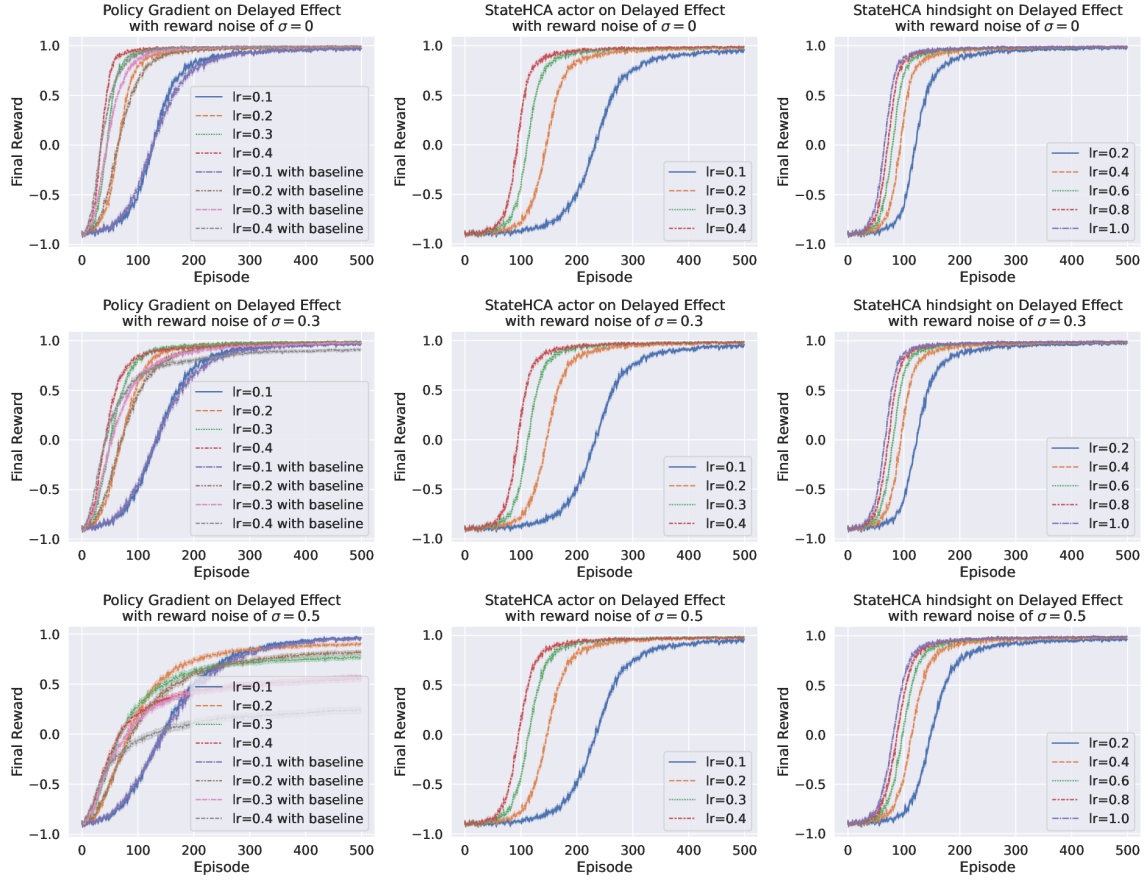 Policy Gradient on Delayed Effect
with reward noise of σ = 0
Final Reward
1.0
0.5
0.0
−0.5
−1.0
lr=0.1
lr=0.2
lr=0.3
lr=0.4
lr=0.1 with baseline
lr=0.2 with baseline
lr=0.3 with baseline
lr=0.4 with baseline
0 100 200 300 400 500
Episode
StateHCA actor on Delayed Effect
with reward noise of σ = 0
Final Reward
1.0
0.5
0.0
−0.5
−1.0
lr=0.1
lr=0.2
lr=0.3
lr=0.4
0 100 200 300 400 500
Episode
StateHCA hindsight on Delayed Effect
with reward noise of σ = 0
Final Reward
1.0
0.5
0.0
−0.5
−1.0
lr=0.2
lr=0.4
lr=0.6
lr=0.8
lr=1.0
0 100 200 300 400 500
Episode
Policy Gradient on Delayed Effect
with reward noise of σ = 0.3
Final Reward
1.0
0.5
0.0
−0.5
−1.0
lr=0.1
lr=0.2
lr=0.3
lr=0.4
lr=0.1 with baseline
lr=0.2 with baseline
lr=0.3 with baseline
lr=0.4 with baseline
0 100 200 300 400 500
Episode
StateHCA actor on Delayed Effect
with reward noise of σ = 0.3
Final Reward
1.0
0.5
0.0
−0.5
−1.0
lr=0.1
lr=0.2
lr=0.3
lr=0.4
0 100 200 300 400 500
Episode
StateHCA hindsight on Delayed Effect
with reward noise of σ = 0.3
Final Reward
1.0
0.5
0.0
−0.5
−1.0
lr=0.2
lr=0.4
lr=0.6
lr=0.8
lr=1.0
0 100 200 300 400 500
Episode
Policy Gradient on Delayed Effect
with reward noise of σ = 0.5
Final Reward
1.0
0.5
0.0
−0.5
−1.0
lr=0.1
lr=0.2
lr=0.3
lr=0.4
lr=0.1 with baseline
lr=0.2 with baseline
lr=0.3 with baseline
lr=0.4 with baseline
0 100 200 300 400 500
Episode
StateHCA actor on Delayed Effect
with reward noise of σ = 0.5
Final Reward
1.0
0.5
0.0
−0.5
−1.0
lr=0.1
lr=0.2
lr=0.3
lr=0.4
0 100 200 300 400 500
Episode
StateHCA hindsight on Delayed Effect
with reward noise of σ = 0.5
Final Reward
1.0
0.5
0.0
−0.5
−1.0
lr=0.2
lr=0.4
lr=0.6
lr=0.8
lr=1.0
0 100 200 300 400 500
Episode